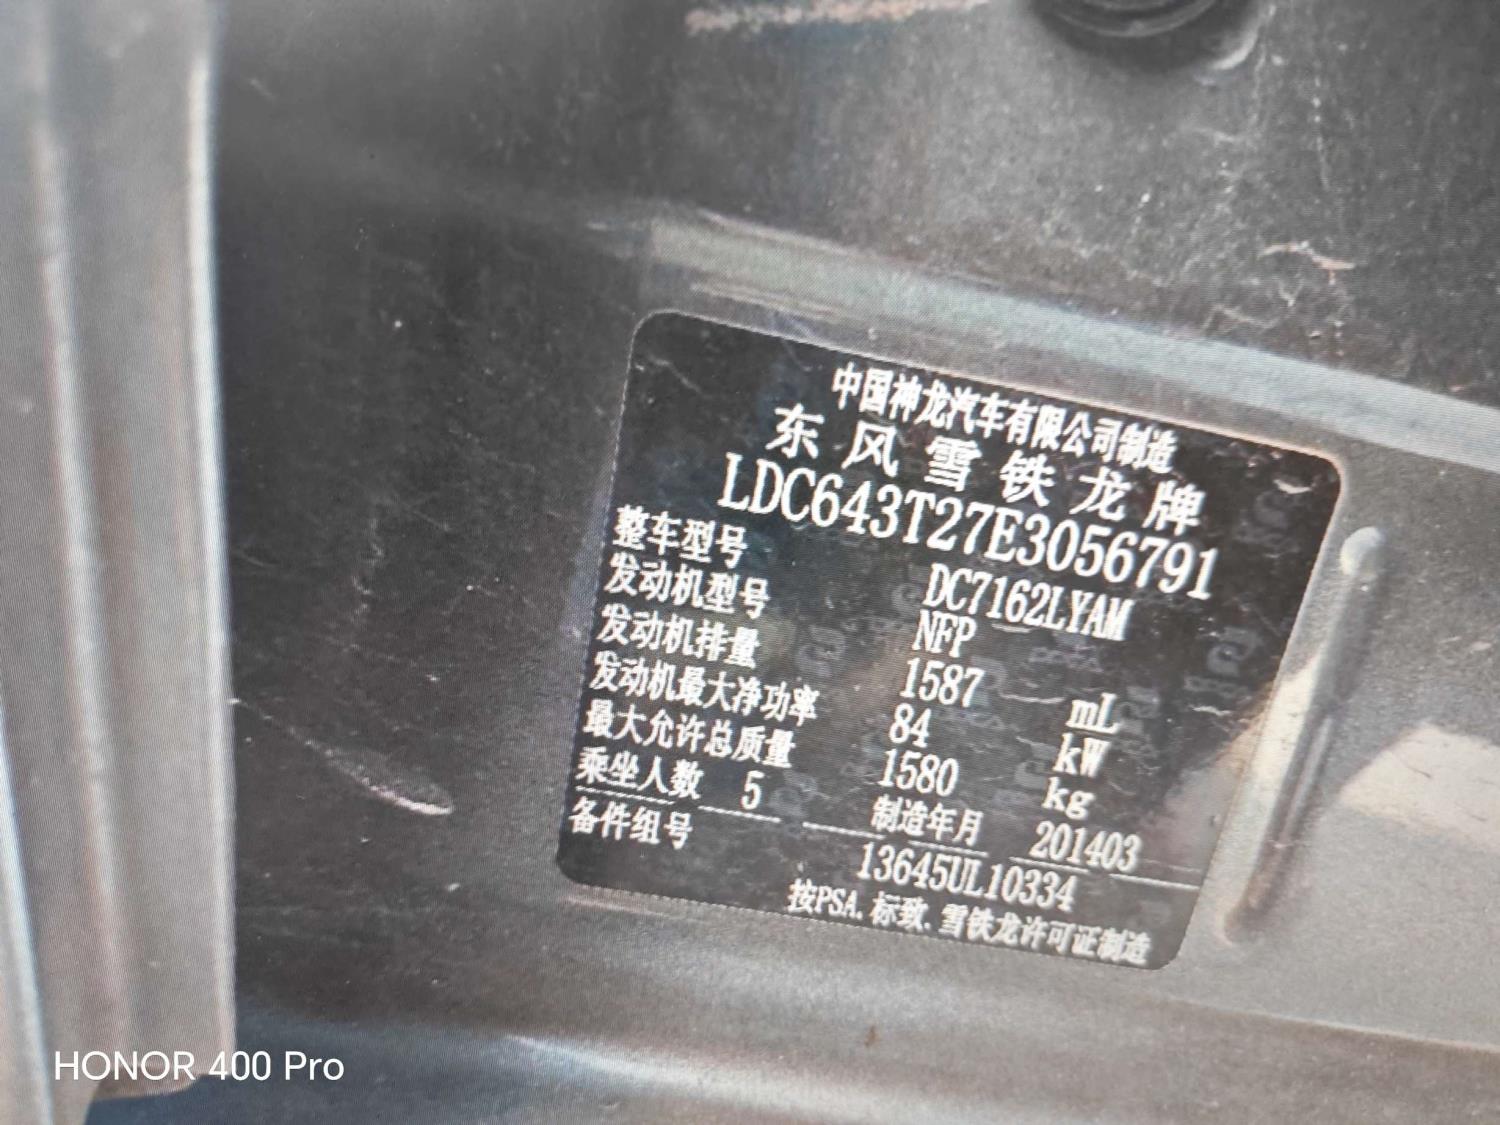 中国神龙汽车有限公司制造
东风雪铁龙牌
LDC643T27E3056791
整车型号 DC7162LYAM
发动机型号 NFP
发动机排量 1587 mL
发动机最大净功率 84 kW
最大允许总质量 1580 kg
乘坐人数 5 制造年月 201403
备件组号 13645UL10334
按PSA.标致.雪铁龙许可证制造
HONOR 400 Pro